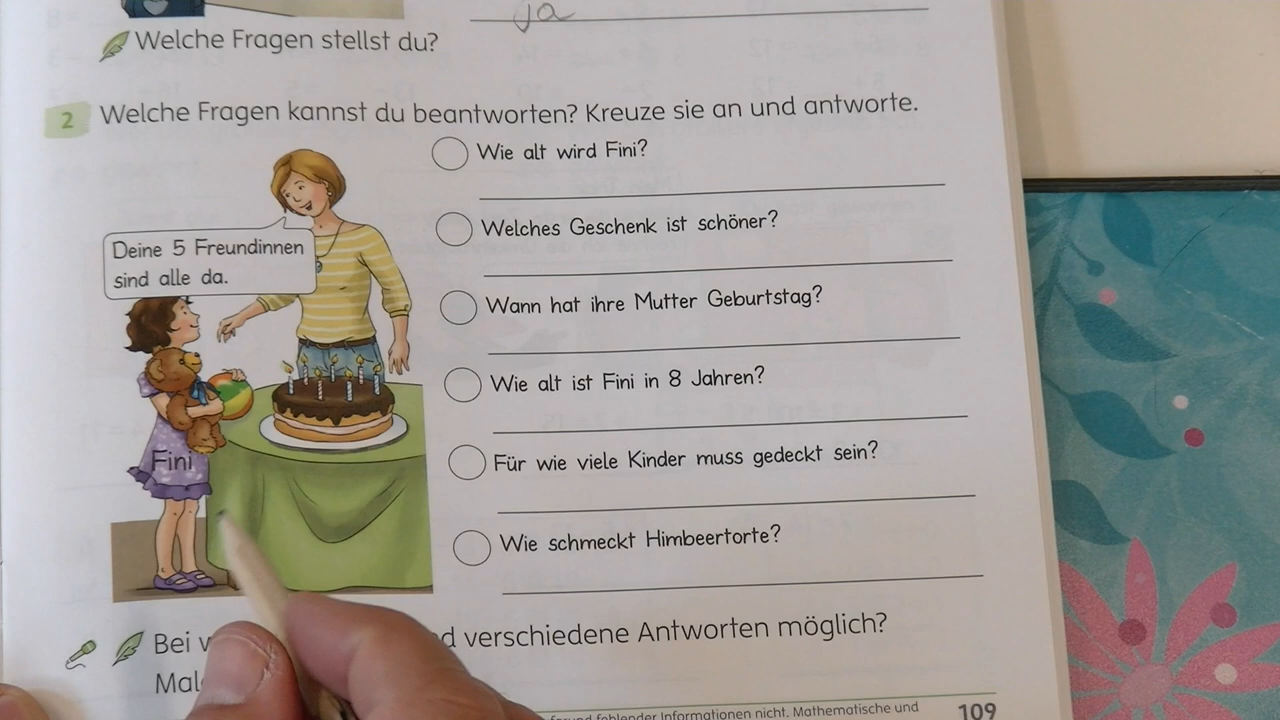 ja
Welche Fragen stellst du?
2 Welche Fragen kannst du beantworten? Kreuze sie an und antworte.
Deine 5 Freundinnen
sind alle da.
Fini
Wie alt wird Fini?
Welches Geschenk ist schöner?
Wann hat ihre Mutter Geburtstag?
Wie alt ist Fini in 8 Jahren?
Für wie viele Kinder muss gedeckt sein?
Wie schmeckt Himbeertorte?
Bei verschiedene Antworten möglich?
fehlender Informationen nicht. Mathematische und
109